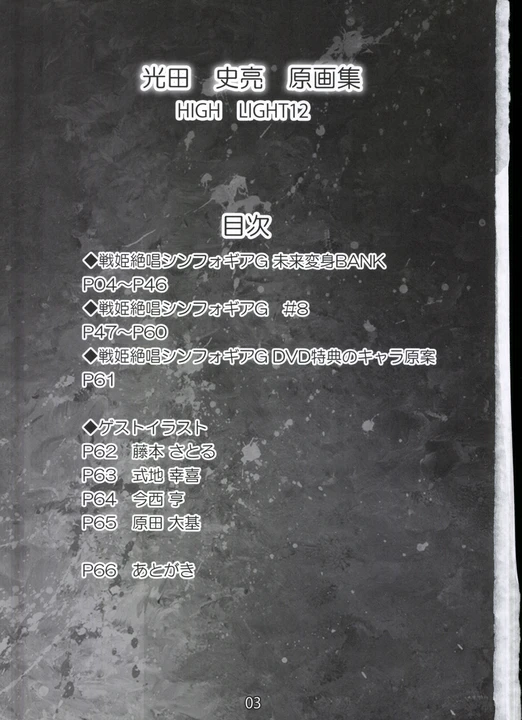 光田 史亮 原画集
HIGH LIGHT12
目次
◆戦姫絶唱シンフォギアG 未来変身BANK
P04〜P46
◆戦姫絶唱シンフォギアG #8
P47〜P60
◆戦姫絶唱シンフォギアG DVD特典のキャラ原案
P61
◆ゲストイラスト
P62 藤本 さとる
P63 式地 幸喜
P64 今西 亨
P65 原田 大基
P66 あとがき
03